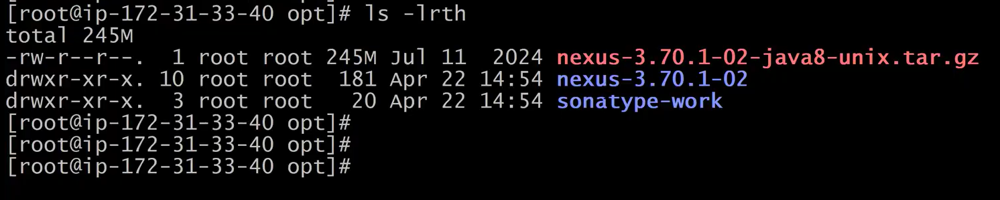 [root@ip-172-31-33-40 opt]# ls -lrth
total 245M
-rw-r--r--.  1 root root 245M Jul 11  2024 nexus-3.70.1-02-java8-unix.tar.gz
drwxr-xr-x. 10 root root  181 Apr 22 14:54 nexus-3.70.1-02
drwxr-xr-x.  3 root root   20 Apr 22 14:54 sonatype-work
[root@ip-172-31-33-40 opt]#
[root@ip-172-31-33-40 opt]#
[root@ip-172-31-33-40 opt]#